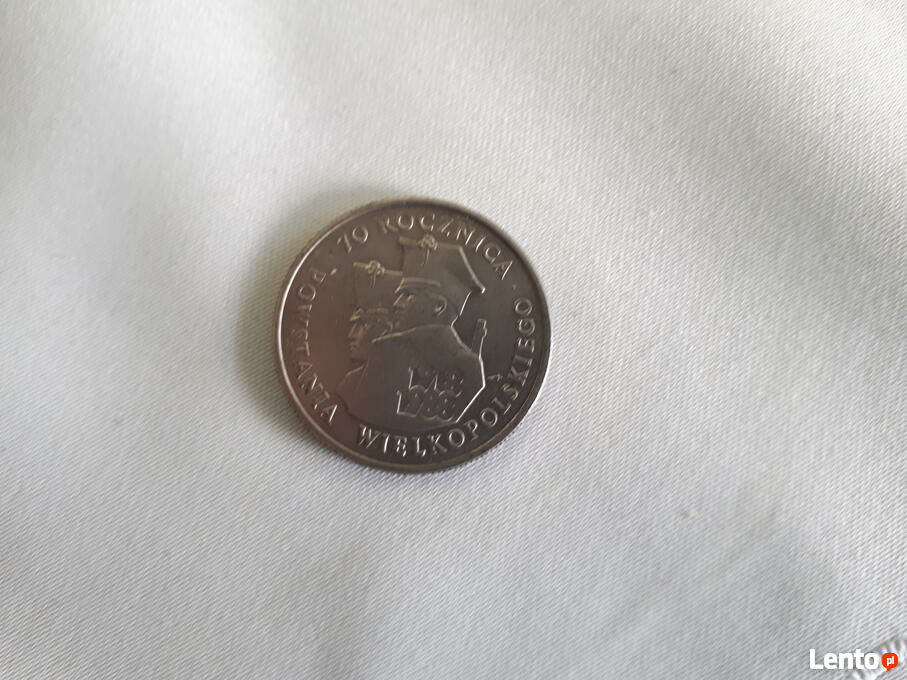 70 ROCZNICA
POWSTANIA WIELKOPOLSKIEGO
1918
1988
Lento pl